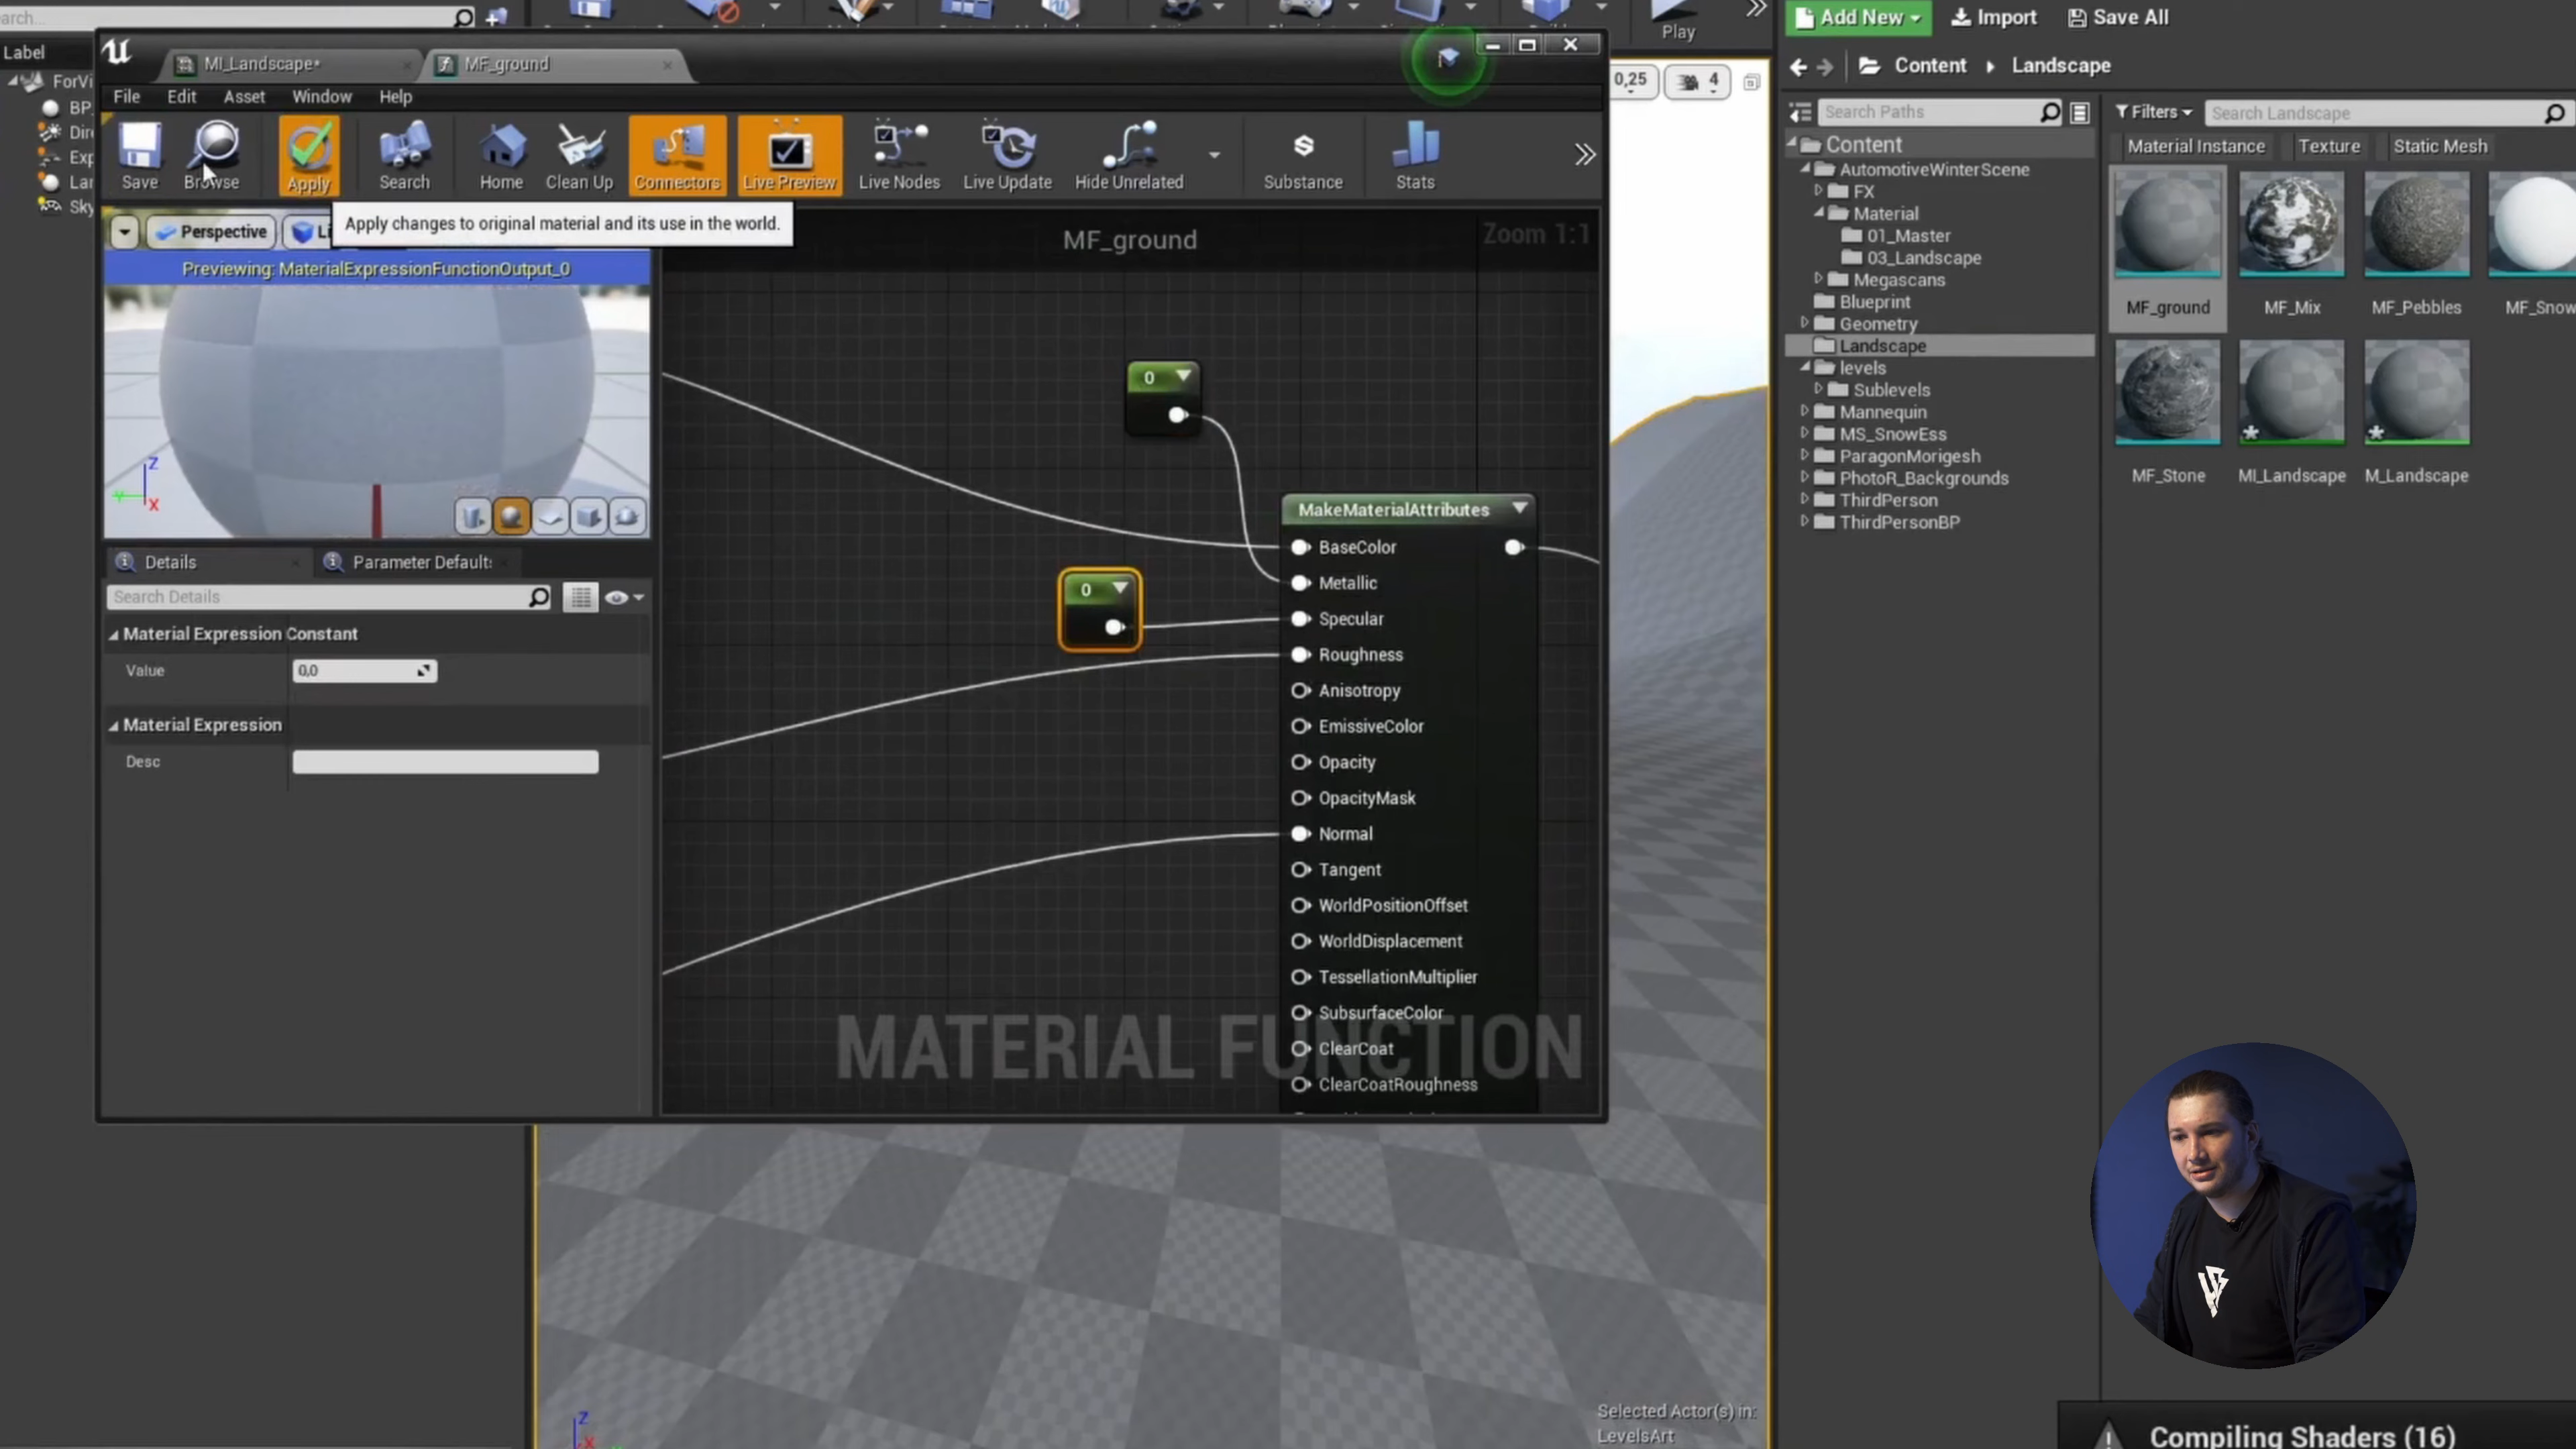 Label
ForVi
BP_
Dire
Exp
Lar
Sky
Play
MI_Landscape*
MF_ground
File
Edit
Asset
Window
Help
Save
Browse
Apply
Search
Home
Clean Up
Connectors
Live Preview
Live Nodes
Live Update
Hide Unrelated
Substance
Stats
Apply changes to original material and its use in the world.
Perspective
Li
Previewing: MaterialExpressionFunctionOutput_0
Z
Y
X
Details
Parameter Default
Search Details
Material Expression Constant
Value
0,0
Material Expression
Desc
MF_ground
Zoom 1:1
0
0
MakeMaterialAttributes
BaseColor
Metallic
Specular
Roughness
Anisotropy
EmissiveColor
Opacity
OpacityMask
Normal
Tangent
WorldPositionOffset
WorldDisplacement
TessellationMultiplier
SubsurfaceColor
ClearCoat
ClearCoatRoughness
MATERIAL FUNCTION
0,25
4
Z
X
Selected Actor(s) in:
LevelsArt
Add New
Import
Save All
Content
Landscape
Search Paths
Filters
Search Landscape
Material Instance
Texture
Static Mesh
Content
AutomotiveWinterScene
FX
Material
01_Master
03_Landscape
Megascans
Blueprint
Geometry
Landscape
levels
Sublevels
Mannequin
MS_SnowEss
ParagonMorigesh
PhotoR_Backgrounds
ThirdPerson
ThirdPersonBP
MF_ground
MF_Mix
MF_Pebbles
MF_Snow
MF_Stone
MI_Landscape
M_Landscape
Compiling Shaders (16)